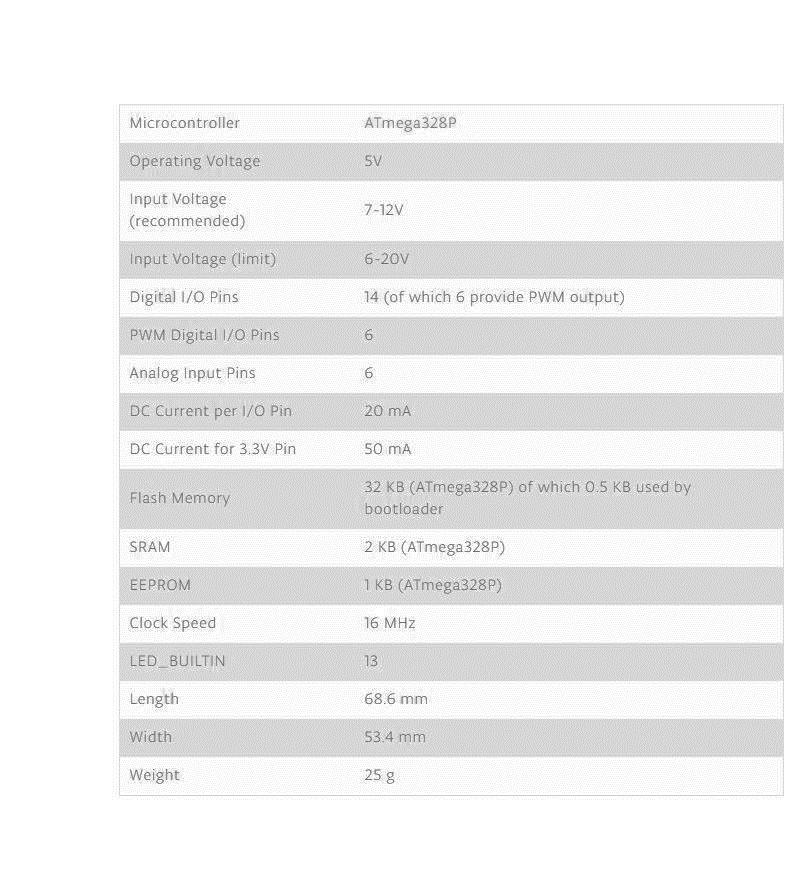 Microcontroller ATmega328P
Operating Voltage 5V
Input Voltage
(recommended) 7-12V
Input Voltage (limit) 6-20V
Digital I/O Pins 14 (of which 6 provide PWM output)
PWM Digital I/O Pins 6
Analog Input Pins 6
DC Current per I/O Pin 20 mA
DC Current for 3.3V Pin 50 mA
Flash Memory 32 KB (ATmega328P) of which 0.5 KB used by
bootloader
SRAM 2 KB (ATmega328P)
EEPROM 1 KB (ATmega328P)
Clock Speed 16 MHz
LED_BUILTIN 13
Length 68.6 mm
Width 53.4 mm
Weight 25 g